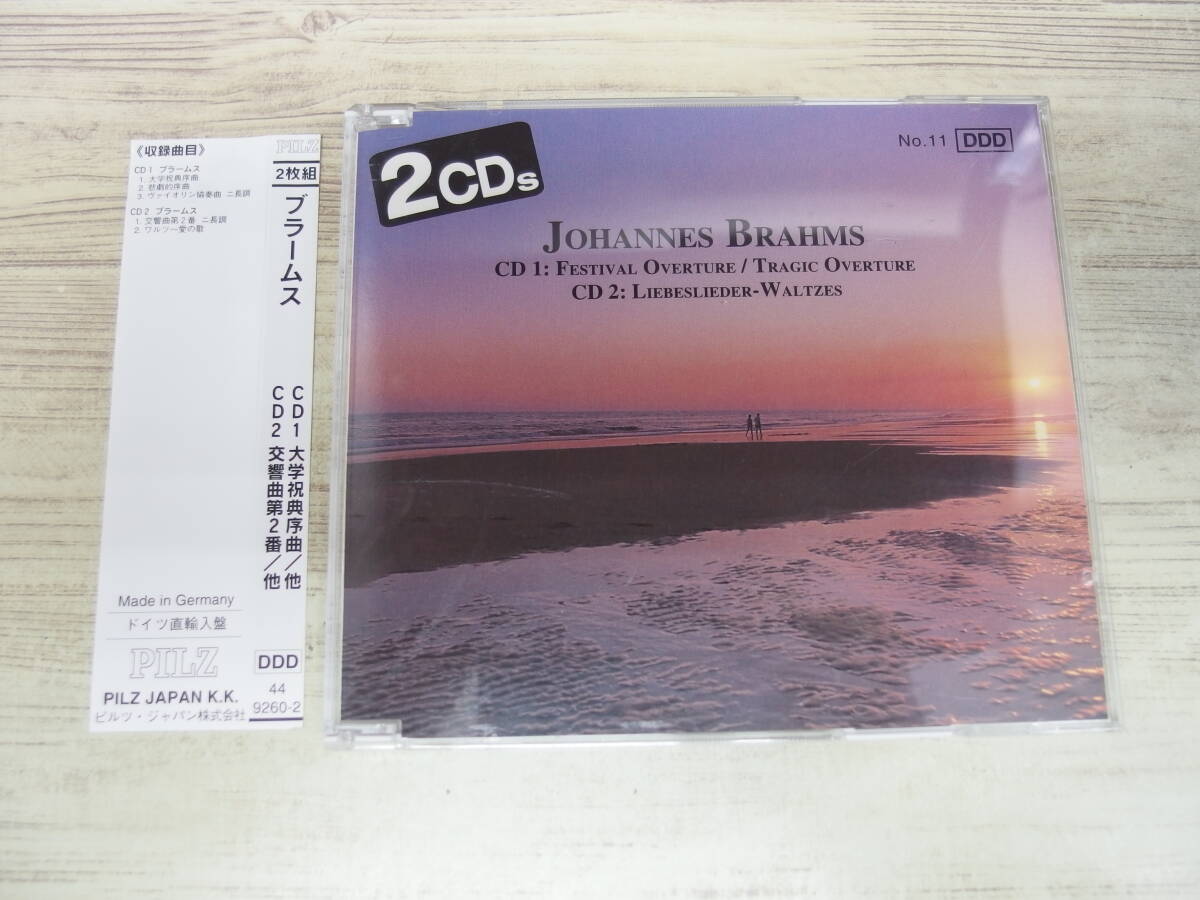 《収録曲目》
CD1 ブラームス
1. 大学祝典序曲
2. 悲劇的序曲
3. ヴァイオリン協奏曲 ニ長調
CD2 ブラームス
1. 交響曲第2番 ニ長調
2. ワルツー愛の歌
Made in Germany
ドイツ直輸入盤
PILZ
PILZ JAPAN K.K.
ピルツ・ジャパン株式会社
PILZ
2枚組
ブラームス
CD1 大学祝典序曲/他
CD2 交響曲第2番/他
DDD
44
9260-2
2CDs
No.11 DDD
JOHANNES BRAHMS
CD 1: FESTIVAL OVERTURE / TRAGIC OVERTURE
CD 2: LIEBESLIEDER-WALTZES